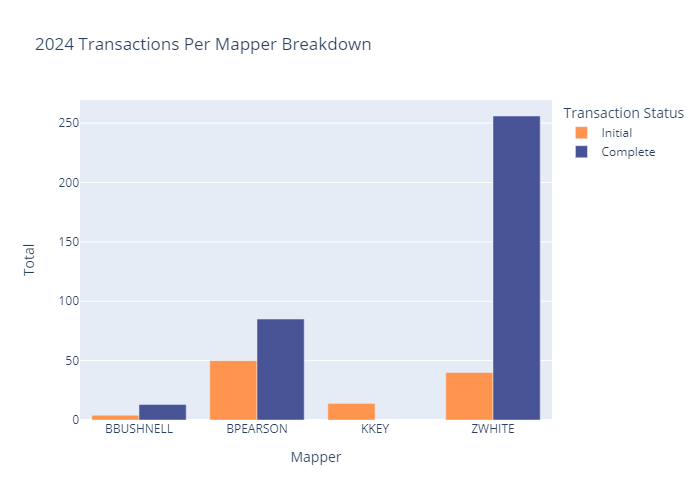 2024 Transactions Per Mapper Breakdown
Transaction Status
Initial
Complete
250
200
150
100
50
0
Total
BBUSHNELL
BPEARSON
KKEY
ZWHITE
Mapper